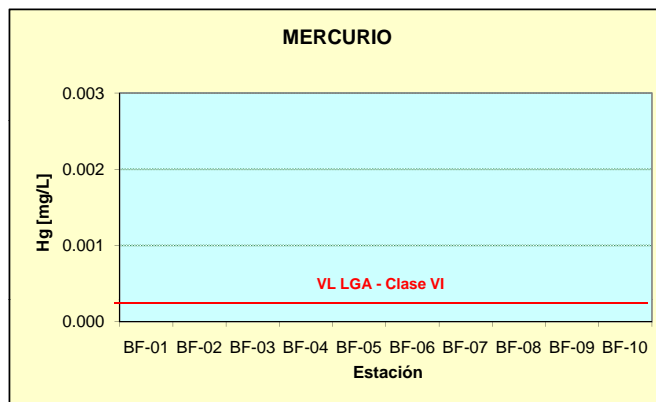 MERCURIO
Hg [mg/L]
0.003
0.002
0.001
0.000
VL LGA - Clase VI
BF-01 BF-02 BF-03 BF-04 BF-05 BF-06 BF-07 BF-08 BF-09 BF-10
Estación